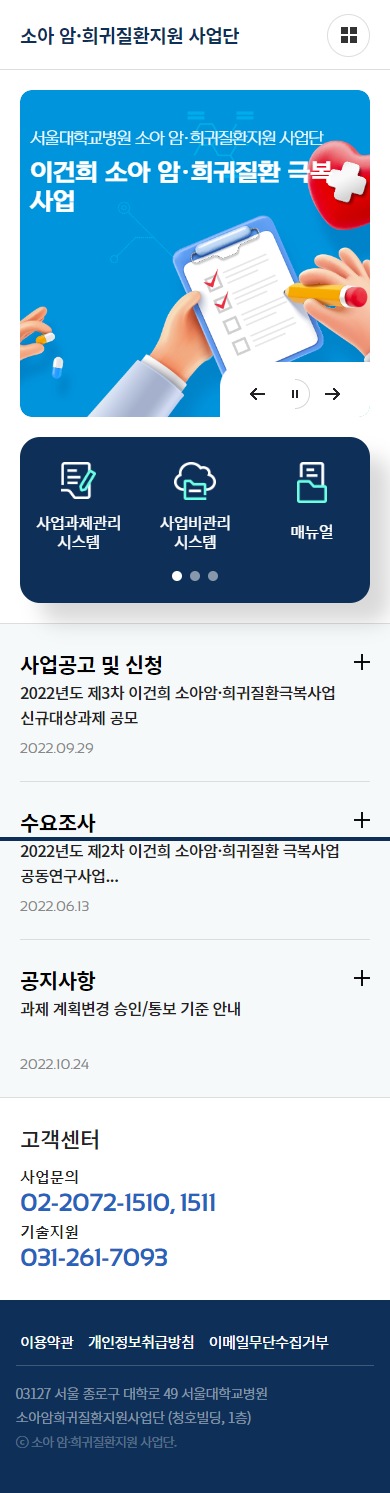 소아 암·희귀질환지원 사업단
서울대학교병원 소아 암·희귀질환지원 사업단
이건희 소아 암·희귀질환 극복
사업
사업과제관리
시스템
사업비관리
시스템
매뉴얼
사업공고 및 신청
2022년도 제3차 이건희 소아암·희귀질환극복사업
신규대상과제 공모
2022.09.29
수요조사
2022년도 제2차 이건희 소아암·희귀질환 극복사업
공동연구사업...
2022.06.13
공지사항
과제 계획변경 승인/통보 기준 안내
2022.10.24
고객센터
사업문의
02-2072-1510, 1511
기술지원
031-261-7093
이용약관 개인정보취급방침 이메일무단수집거부
03127 서울 종로구 대학로 49 서울대학교병원
소아암희귀질환지원사업단 (청호빌딩, 1층)
ⓒ 소아 암·희귀질환지원 사업단.